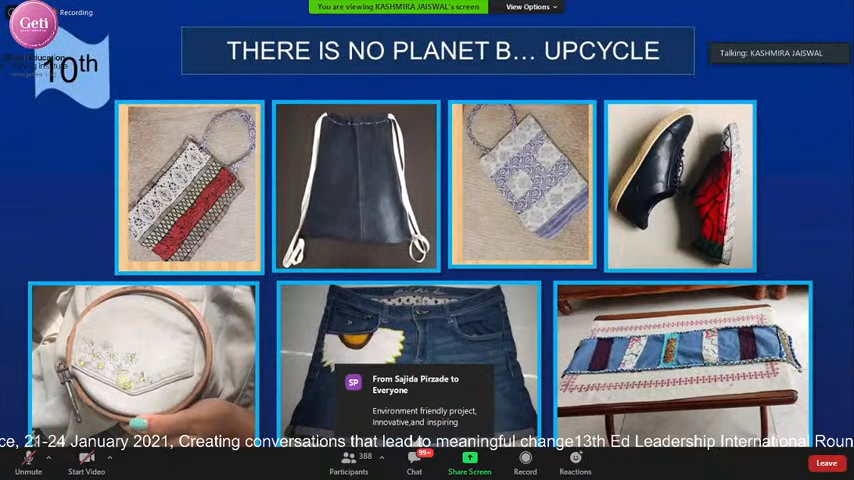 You are viewing KASHMIRA JAISWAL's screen
View Options
Recording
Geti
10th
THERE IS NO PLANET B... UPCYCLE
Talking: KASHMIRA JAISWAL
SP
From Sajida Pirzade to
Everyone
Environment friendly project,
Innovative,and inspiring
ce, 21-24 January 2021, Creating conversations that lead to meaningful change13th Ed Leadership International Roun
Unmute
Start Video
Participants
388
Chat
99+
Share Screen
Record
Reactions
Leave